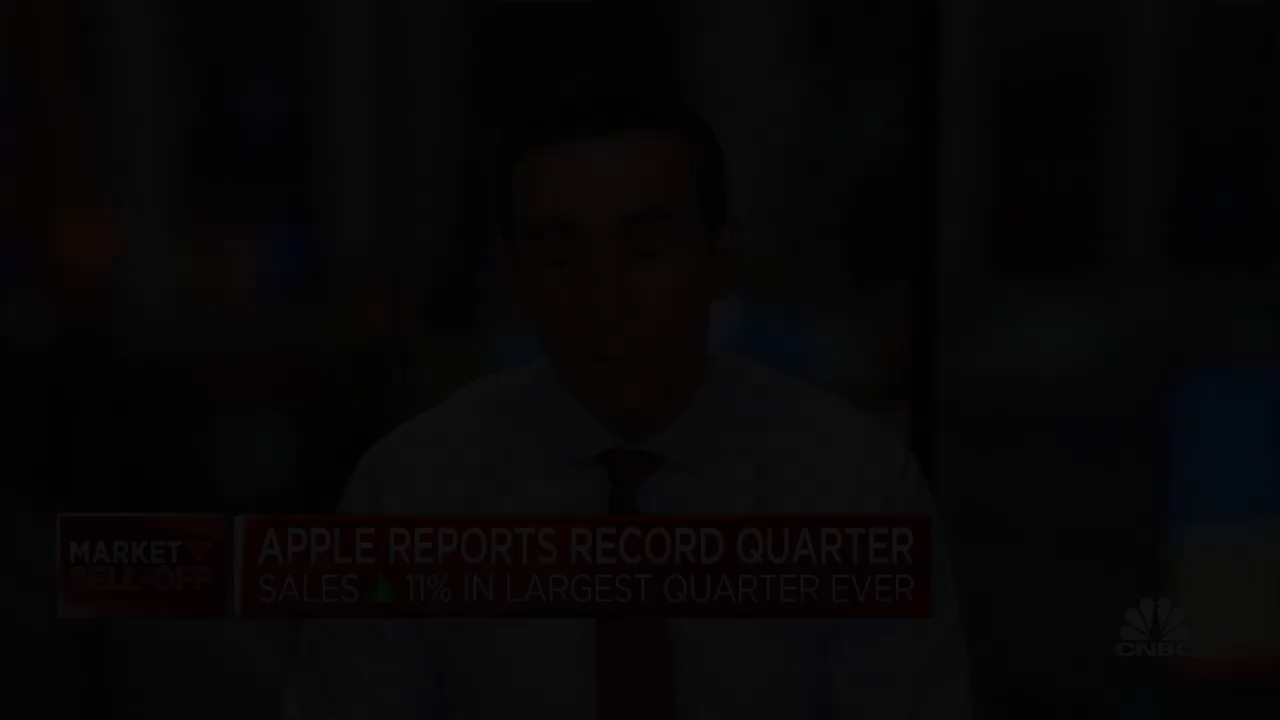 MARKET
SELL-OFF
APPLE REPORTS RECORD QUARTER
SALES ▲ 11% IN LARGEST QUARTER EVER
CNBC